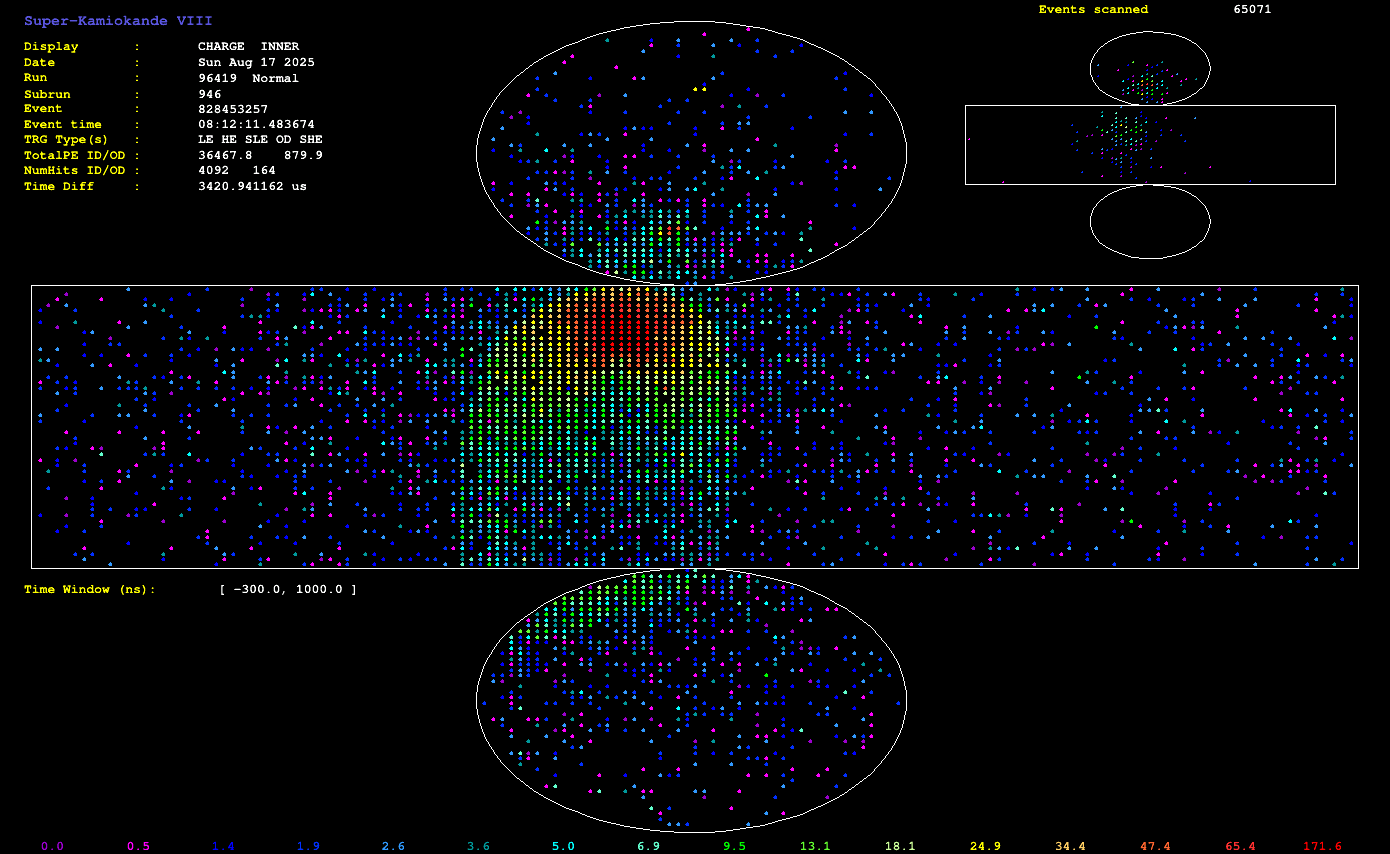 Super-Kamiokande VIII
Events scanned 65071
Display : CHARGE INNER
Date : Sun Aug 17 2025
Run : 96419 Normal
Subrun : 946
Event : 828453257
Event time : 08:12:11.483674
TRG Type(s) : LE HE SLE OD SHE
TotalPE ID/OD : 36467.8 879.9
NumHits ID/OD : 4092 164
Time Diff : 3420.941162 us
Time Window (ns): [ -300.0, 1000.0 ]
0.0 0.5 1.4 1.9 2.6 3.6 5.0 6.9 9.5 13.1 18.1 24.9 34.4 47.4 65.4 171.6